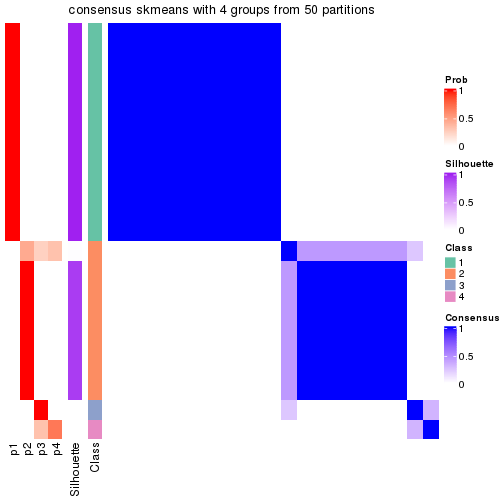 consensus skmeans with 4 groups from 50 partitions
Prob
1
0.5
0
Silhouette
1
0.5
0
Class
1
2
3
4
Consensus
1
0.5
0
p1
p2
p3
p4
Silhouette
Class